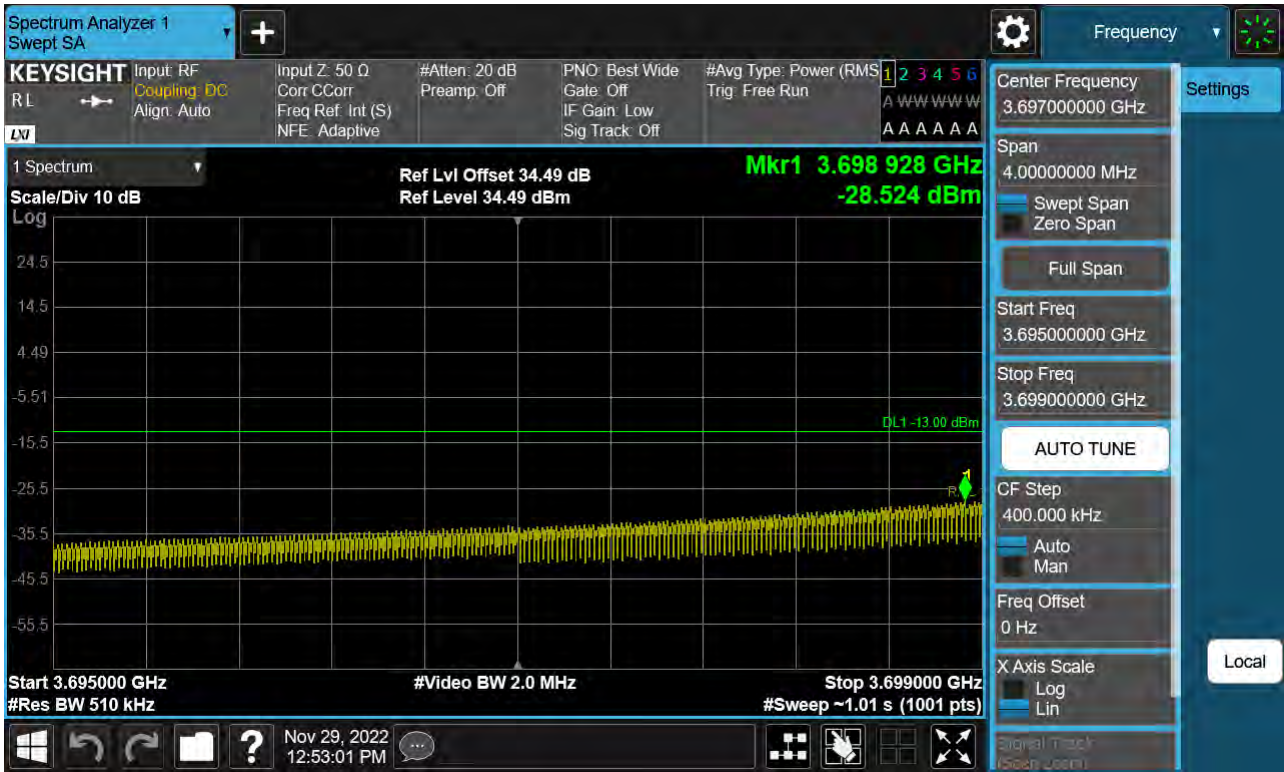 Spectrum Analyzer 1
Swept SA
Frequency
KEYSIGHT
RL
LXI
Input: RF
Coupling: DC
Align: Auto
Input Z: 50 Ω
Corr CCorr
Freq Ref: Int (S)
NFE: Adaptive
#Atten: 20 dB
Preamp: Off
PNO: Best Wide
Gate: Off
IF Gain: Low
Sig Track: Off
#Avg Type: Power (RMS
Trig: Free Run
1 2 3 4 5 6
A W W W W W
A A A A A A
1 Spectrum
Scale/Div 10 dB
Log
Ref Lvl Offset 34.49 dB
Ref Level 34.49 dBm
Mkr1 3.698 928 GHz
-28.524 dBm
24.5
14.5
4.49
-5.51
-15.5
-25.5
-35.5
-45.5
-55.5
DL1 -13.00 dBm
1
Start 3.695000 GHz
#Res BW 510 kHz
#Video BW 2.0 MHz
Stop 3.699000 GHz
#Sweep ~1.01 s (1001 pts)
Center Frequency
3.697000000 GHz
Settings
Span
4.00000000 MHz
Swept Span
Zero Span
Full Span
Start Freq
3.695000000 GHz
Stop Freq
3.699000000 GHz
AUTO TUNE
CF Step
400.000 kHz
Auto
Man
Freq Offset
0 Hz
X Axis Scale
Log
Lin
Signal Track
(Span Zoom)
Local
?
Nov 29, 2022
12:53:01 PM